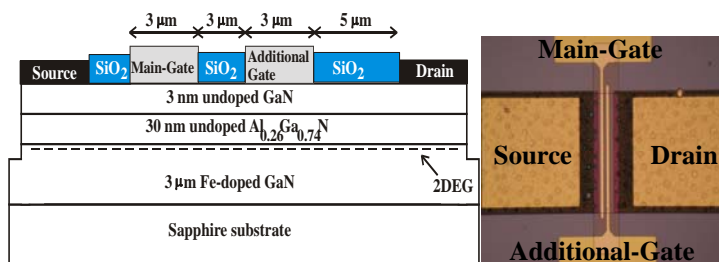 3 μm 3 μm 3 μm 5 μm
Source SiO2 Main-Gate SiO2 Additional Gate SiO2 Drain
3 nm undoped GaN
30 nm undoped Al0.26Ga0.74N
2DEG
3 μm Fe-doped GaN
Sapphire substrate
Main-Gate
Source Drain
Additional-Gate